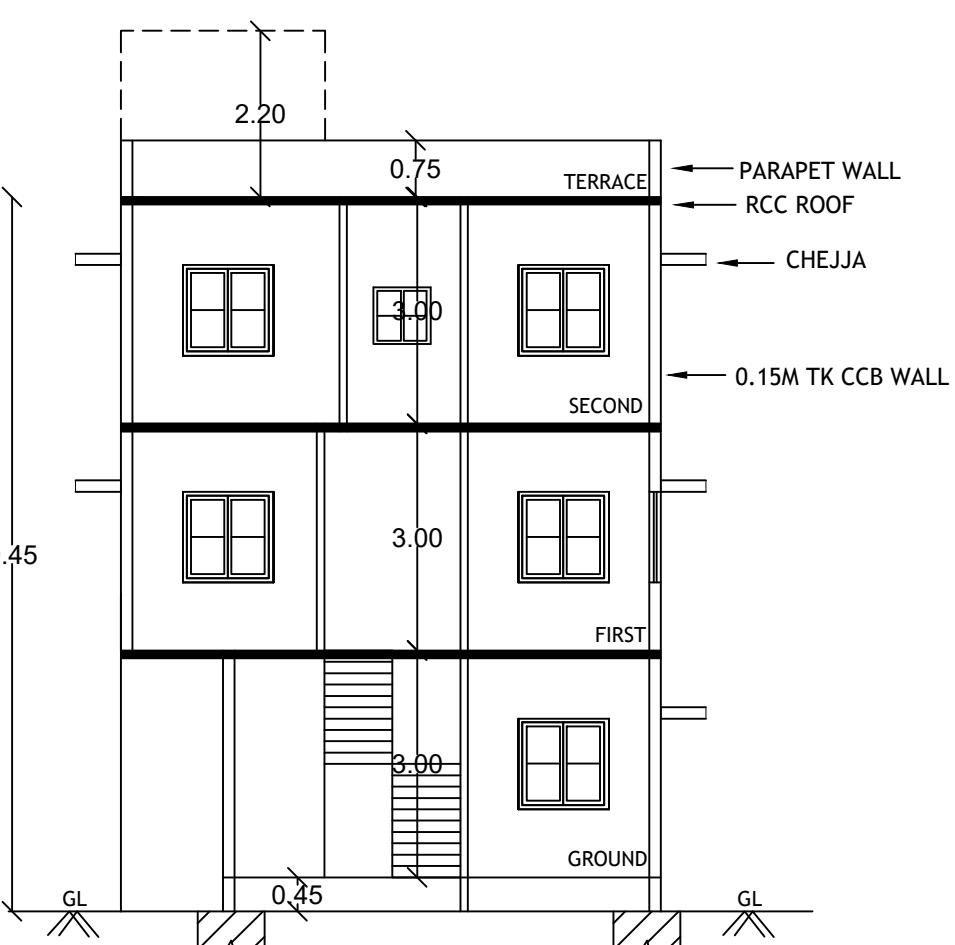 2.20
0.75
TERRACE
PARAPET WALL
RCC ROOF
CHEJJA
3.00
0.15M TK CCB WALL
SECOND
3.00
.45
FIRST
3.00
GROUND
0.45
GL
GL